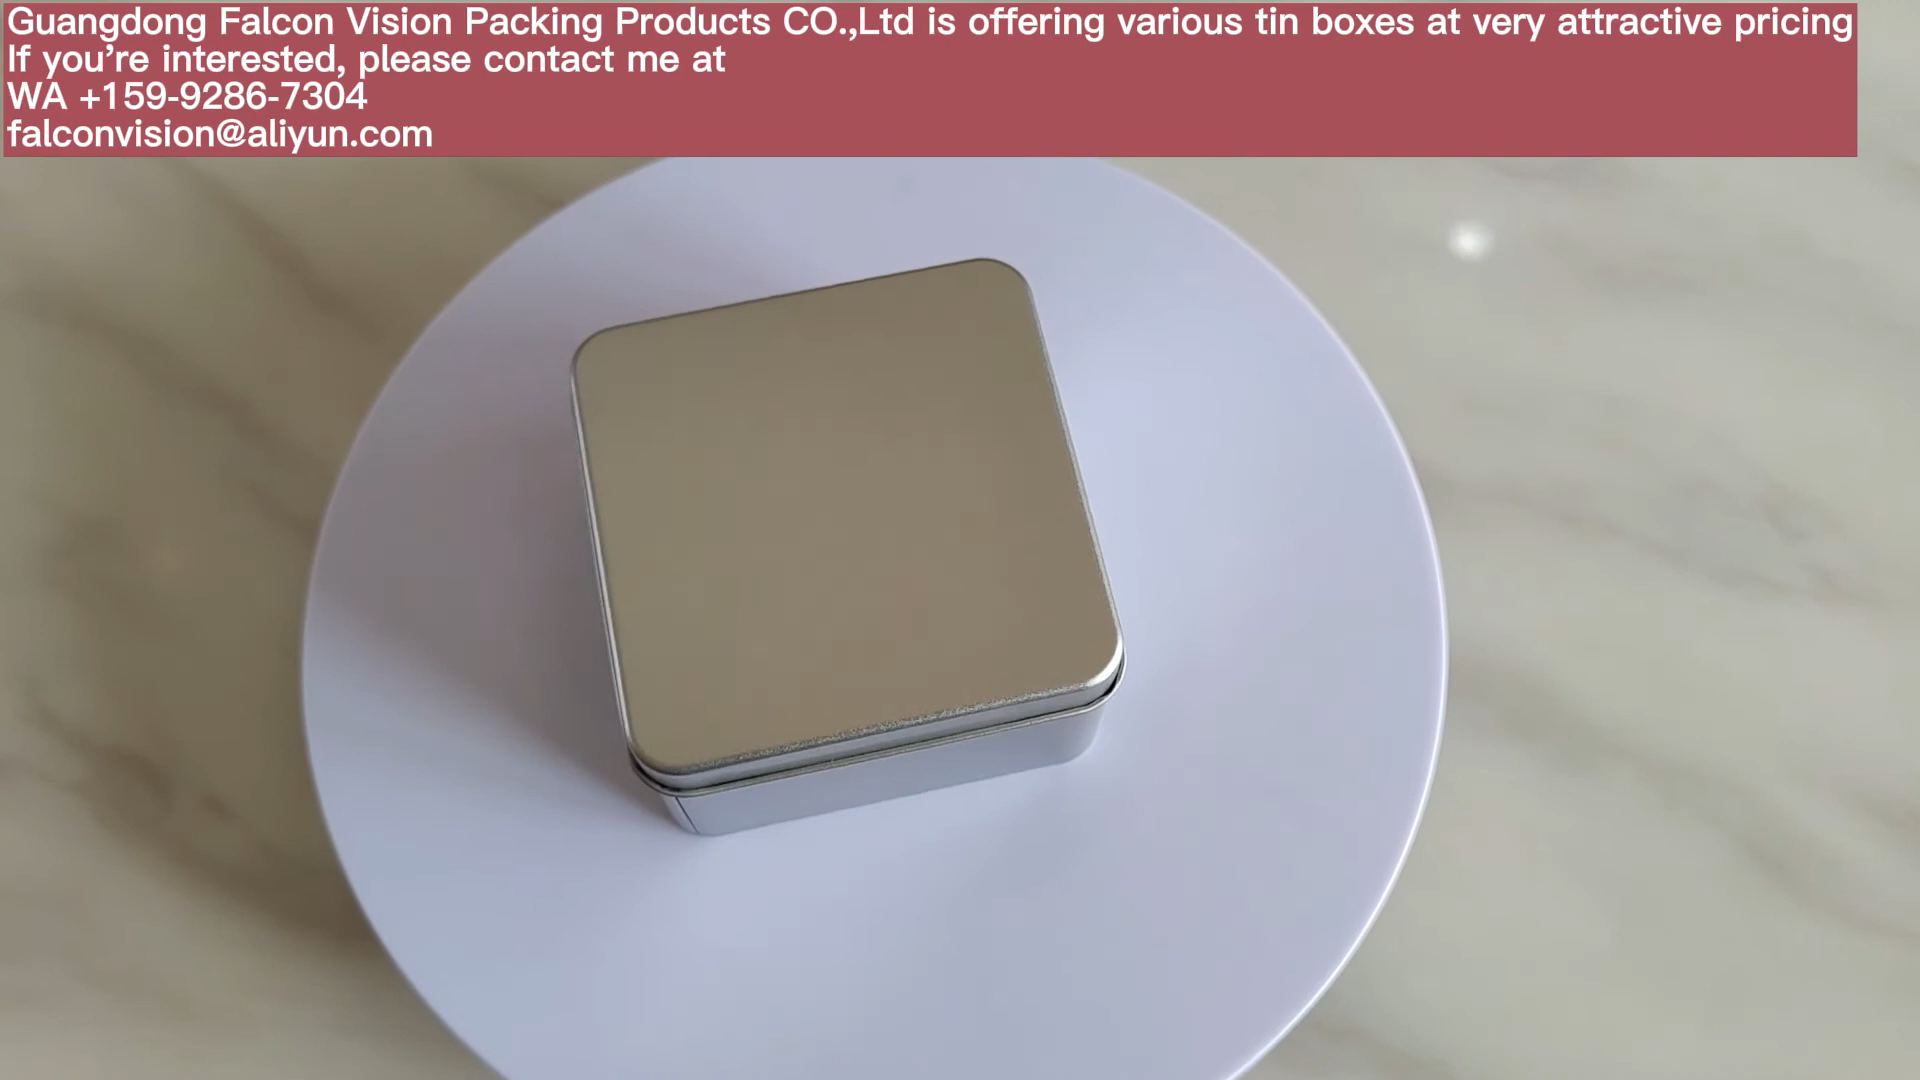 Guangdong Falcon Vision Packing Products CO.,Ltd is offering various tin boxes at very attractive pricing
If you’re interested, please contact me at
WA +159-9286-7304
falconvision@aliyun.com